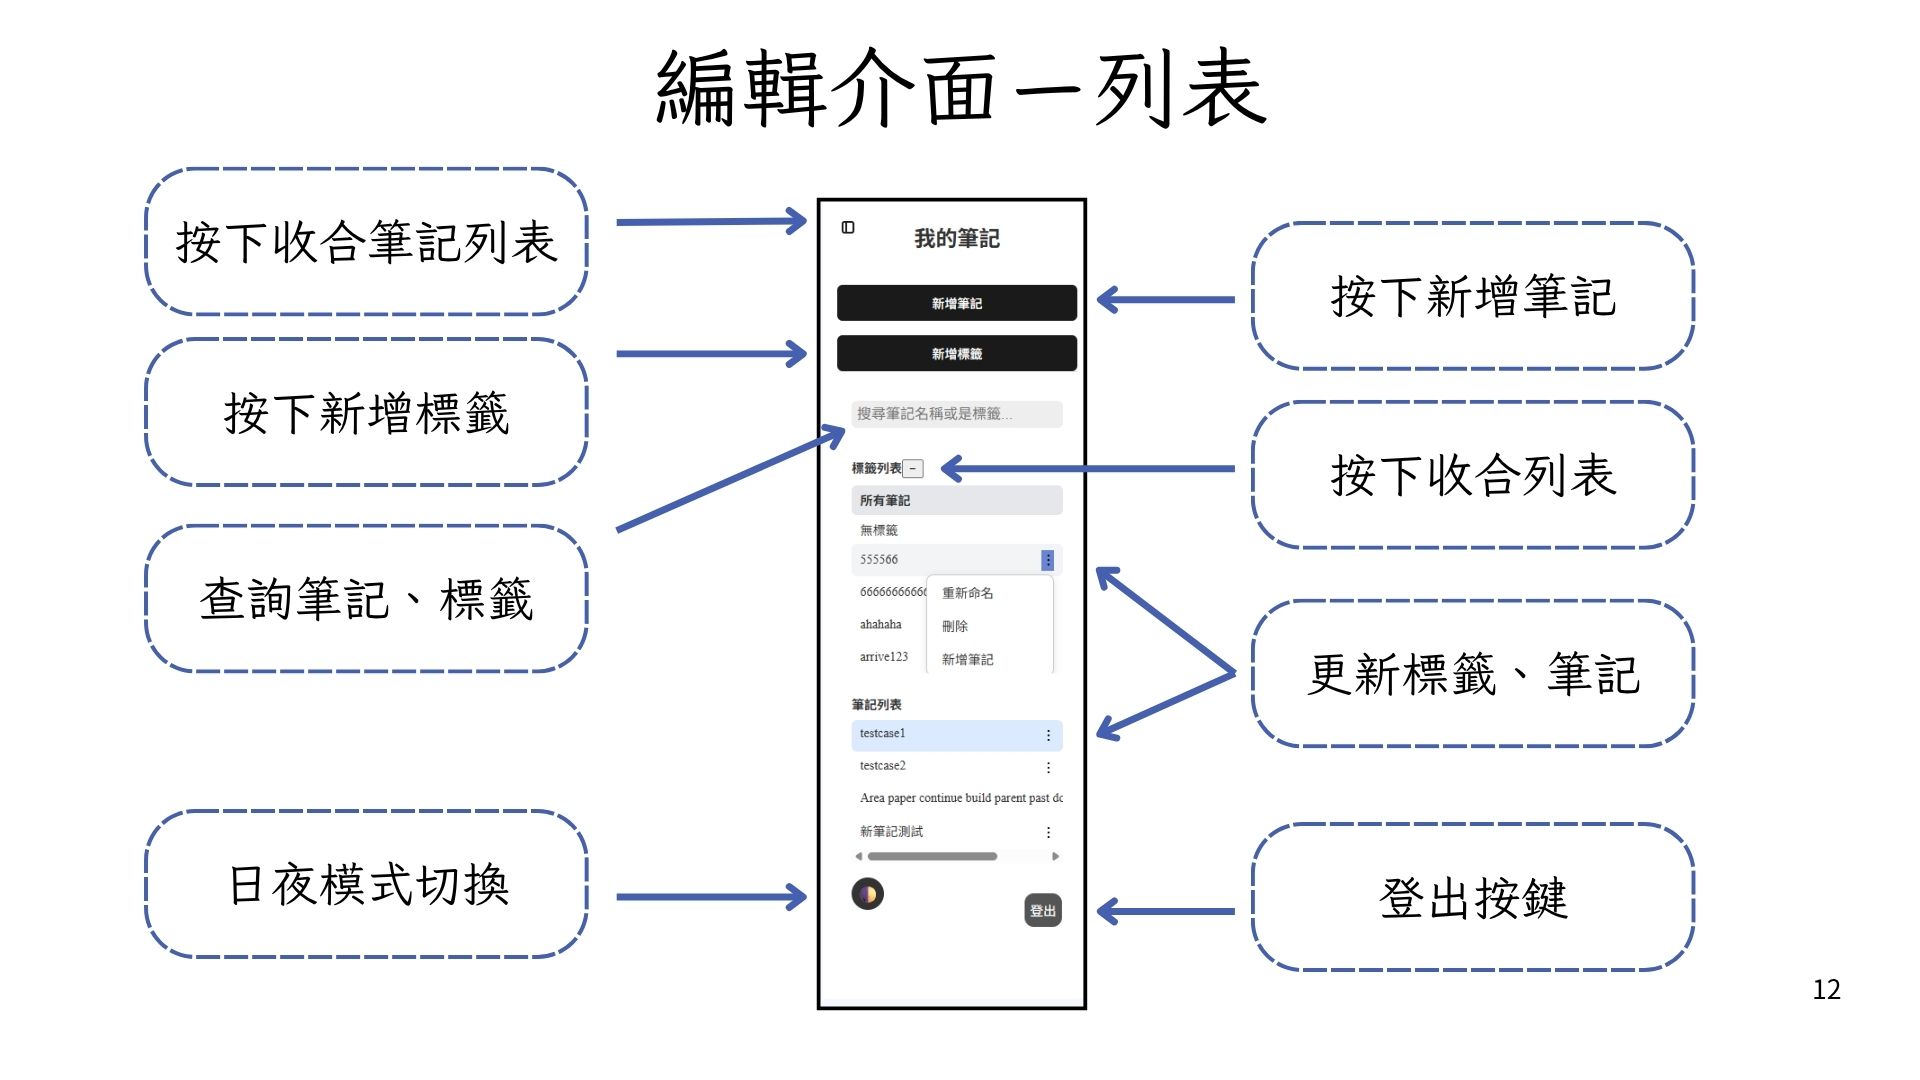 編輯介面－列表
按下收合筆記列表
按下新增標籤
查詢筆記、標籤
日夜模式切換
我的筆記
新增筆記
新增標籤
搜尋筆記名稱或是標籤...
標籤列表 -
所有筆記
無標籤
555566
重新命名
ahahaha
刪除
arrive123
新增筆記
筆記列表
testcase1
testcase2
Area paper continue build parent past
新筆記測試
登出
按下新增筆記
按下收合列表
更新標籤、筆記
登出按鍵
12